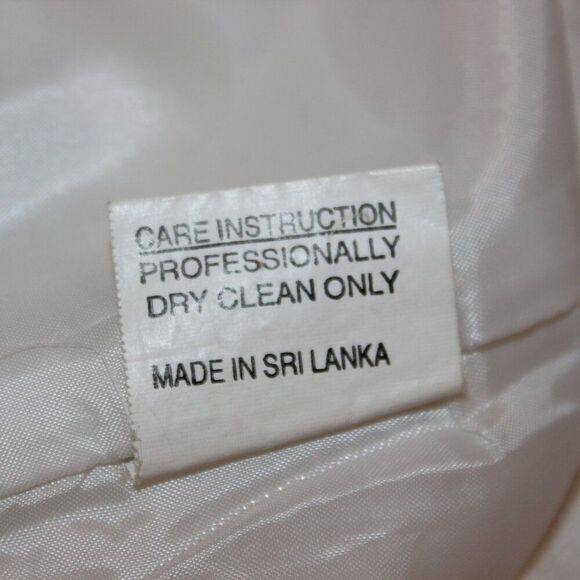 CARE INSTRUCTION
PROFESSIONALLY
DRY CLEAN ONLY
MADE IN SRI LANKA